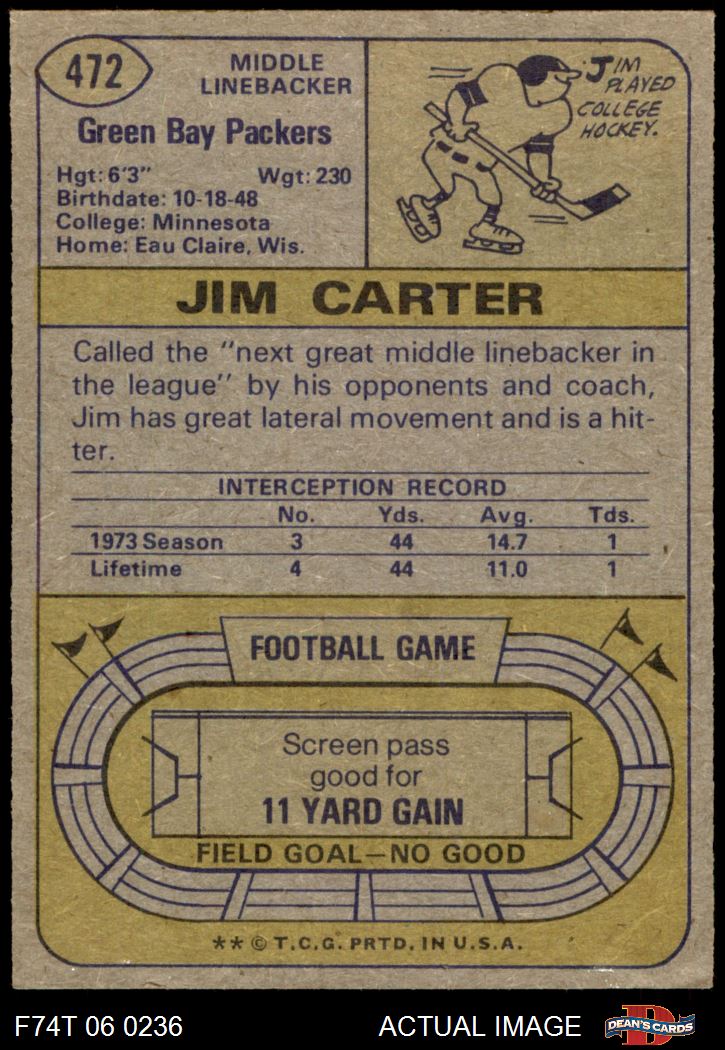 472
MIDDLE
LINEBACKER
Green Bay Packers
Hgt: 6'3" Wgt: 230
Birthdate: 10-18-48
College: Minnesota
Home: Eau Claire, Wis.
JIM
PLAYED
COLLEGE
HOCKEY.
JIM CARTER
Called the "next great middle linebacker in
the league" by his opponents and coach,
Jim has great lateral movement and is a hit-
ter.
INTERCEPTION RECORD
No. Yds. Avg. Tds.
1973 Season 3 44 14.7 1
Lifetime 4 44 11.0 1
FOOTBALL GAME
Screen pass
good for
11 YARD GAIN
FIELD GOAL—NO GOOD
** © T.C.G. PRTD. IN U.S.A.
F74T 06 0236 ACTUAL IMAGE
DEAN'S CARDS